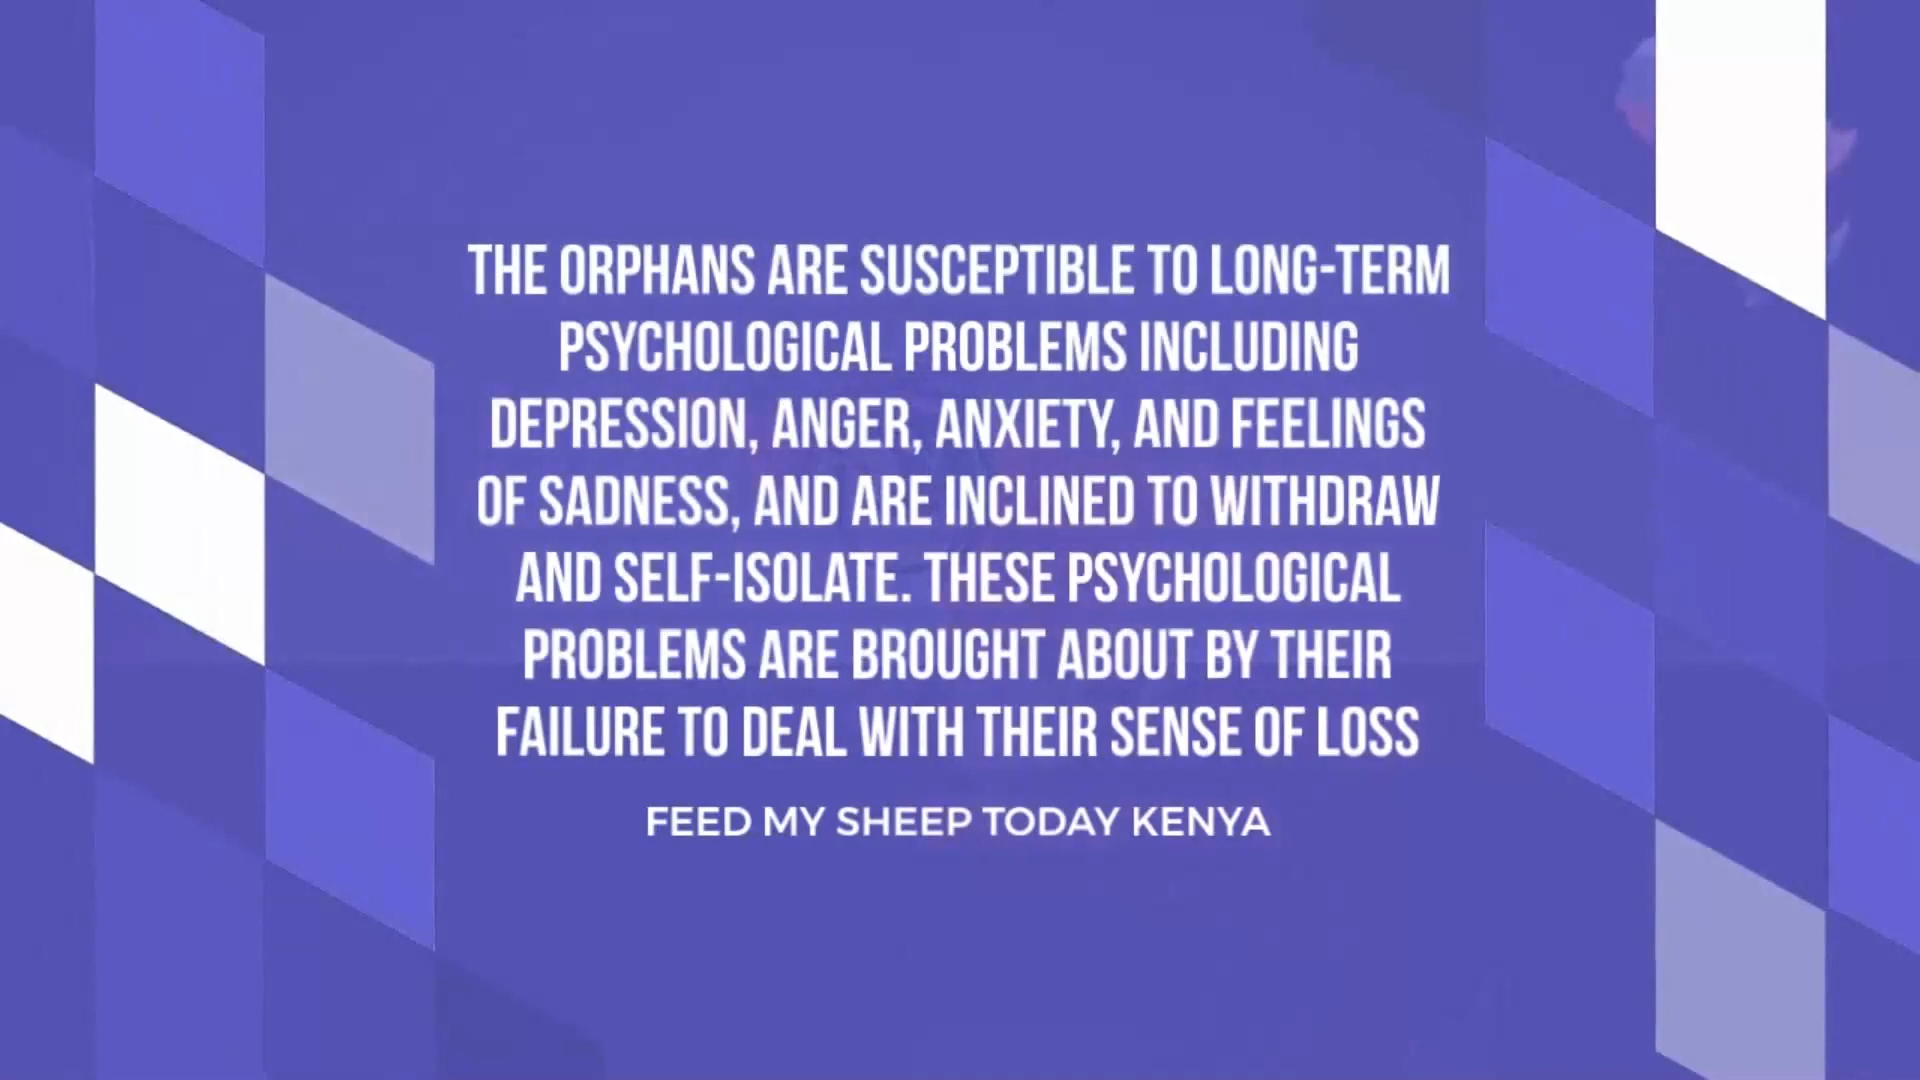 THE ORPHANS ARE SUSCEPTIBLE TO LONG-TERM
PSYCHOLOGICAL PROBLEMS INCLUDING
DEPRESSION, ANGER, ANXIETY, AND FEELINGS
OF SADNESS, AND ARE INCLINED TO WITHDRAW
AND SELF-ISOLATE. THESE PSYCHOLOGICAL
PROBLEMS ARE BROUGHT ABOUT BY THEIR
FAILURE TO DEAL WITH THEIR SENSE OF LOSS
FEED MY SHEEP TODAY KENYA